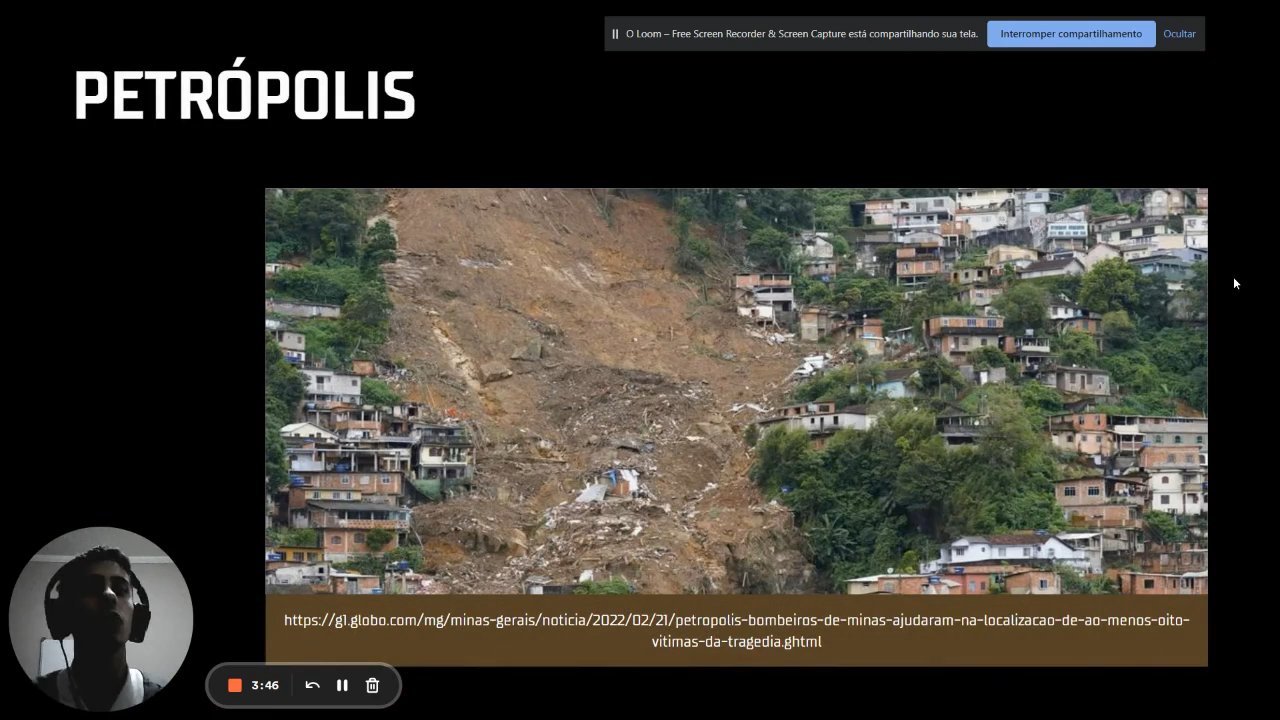 O Loom – Free Screen Recorder & Screen Capture está compartilhando sua tela.
Interromper compartilhamento
Ocultar
PETRÓPOLIS
https://g1.globo.com/mg/minas-gerais/noticia/2022/02/21/petropolis-bombeiros-de-minas-ajudaram-na-localizacao-de-ao-menos-oito-
vitimas-da-tragedia.ghtml
3:46